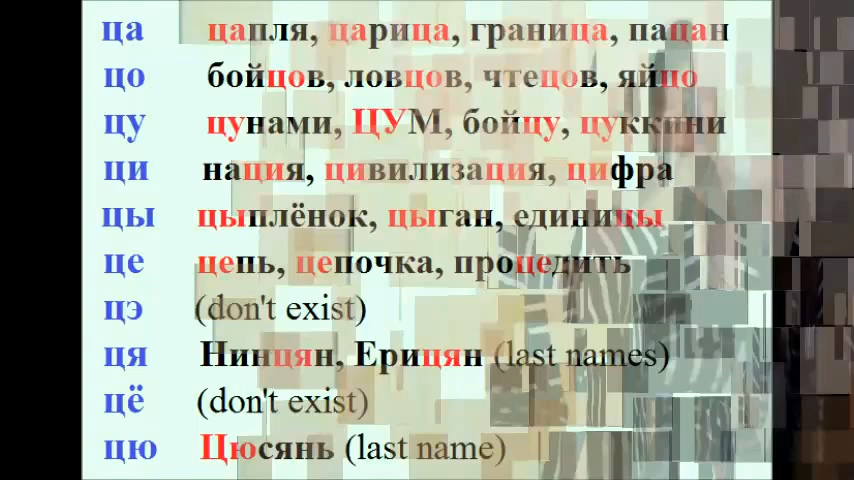 ца цапля, царица, граница, пацан
цо бойцов, ловцов, чтецов, яйцо
цу цунами, ЦУМ, бойцу, цуккини
ци нация, цивилизация, цифра
цы цыплёнок, цыган, единицы
це цепь, цепочка, процедить
цэ (don't exist)
ця Нинцян, Ерицян (last names)
цё (don't exist)
цю Цюсянь (last name)